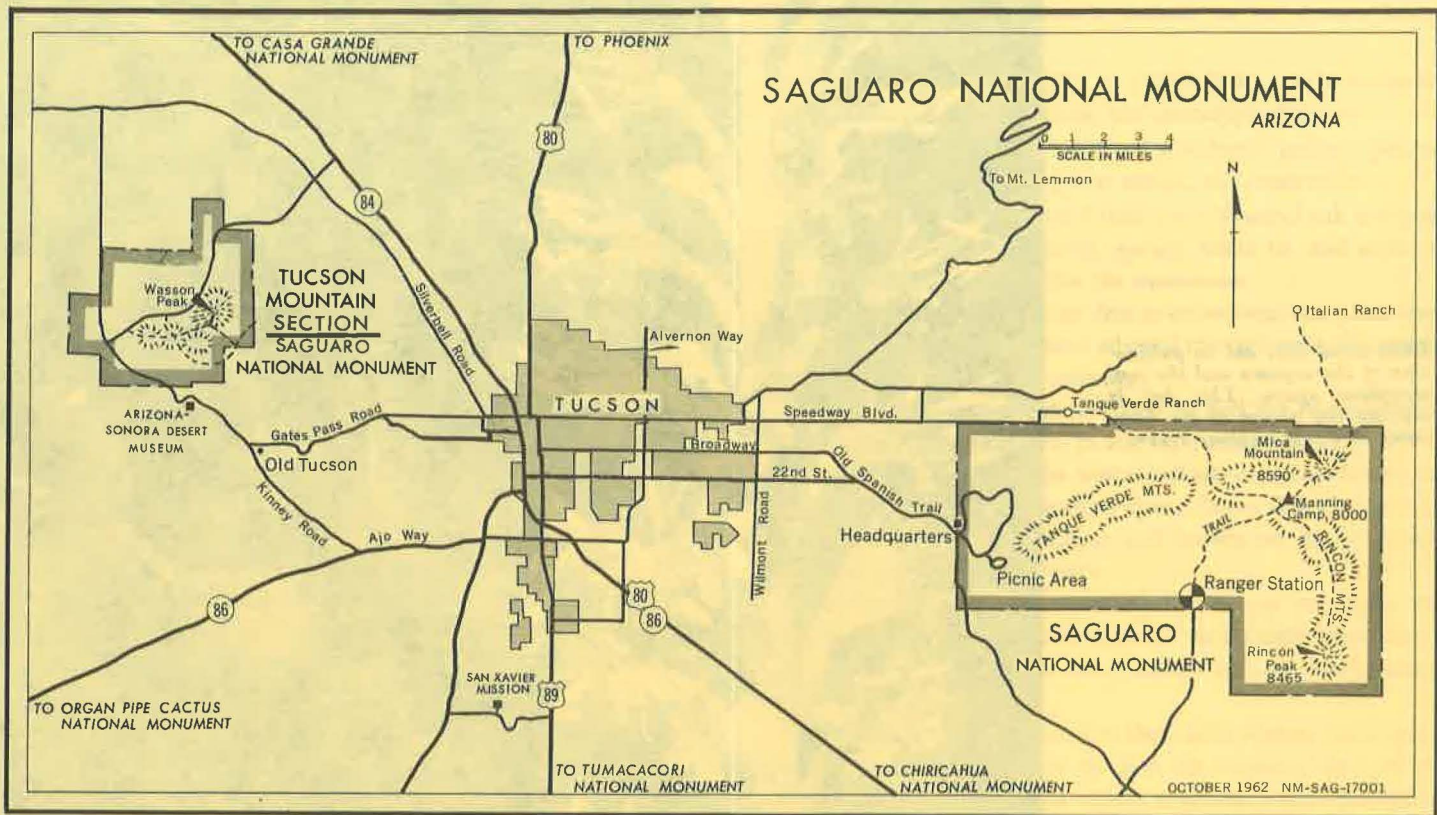 TO CASA GRANDE
NATIONAL MONUMENT
TO PHOENIX
SAGUARO NATIONAL MONUMENT
ARIZONA
0 1 2 3 4
SCALE IN MILES
To Mt. Lemmon
N
80
84
Silverbell Road
Wasson
Peak
TUCSON
MOUNTAIN
SECTION
SAGUARO
NATIONAL MONUMENT
Italian Ranch
Alvernon Way
ARIZONA-
SONORA DESERT
MUSEUM
Gates Pass Road
Old Tucson
Kinney Road
TUCSON
Speedway Blvd.
Broadway
22nd St.
Old Spanish Trail
Wilmont Road
Tanque Verde Ranch
Mica
Mountain
8590
Manning
Camp, 8000
TANQUE VERDE MTS.
TRAIL
RINCON MTS.
Headquarters
Picnic Area
Ranger Station
SAGUARO
NATIONAL MONUMENT
Rincon
Peak
8465
Ajo Way
86
80
86
SAN XAVIER
MISSION
89
TO ORGAN PIPE CACTUS
NATIONAL MONUMENT
TO TUMACACORI
NATIONAL MONUMENT
TO CHIRICAHUA
NATIONAL MONUMENT
OCTOBER 1962 NM-SAG-17001